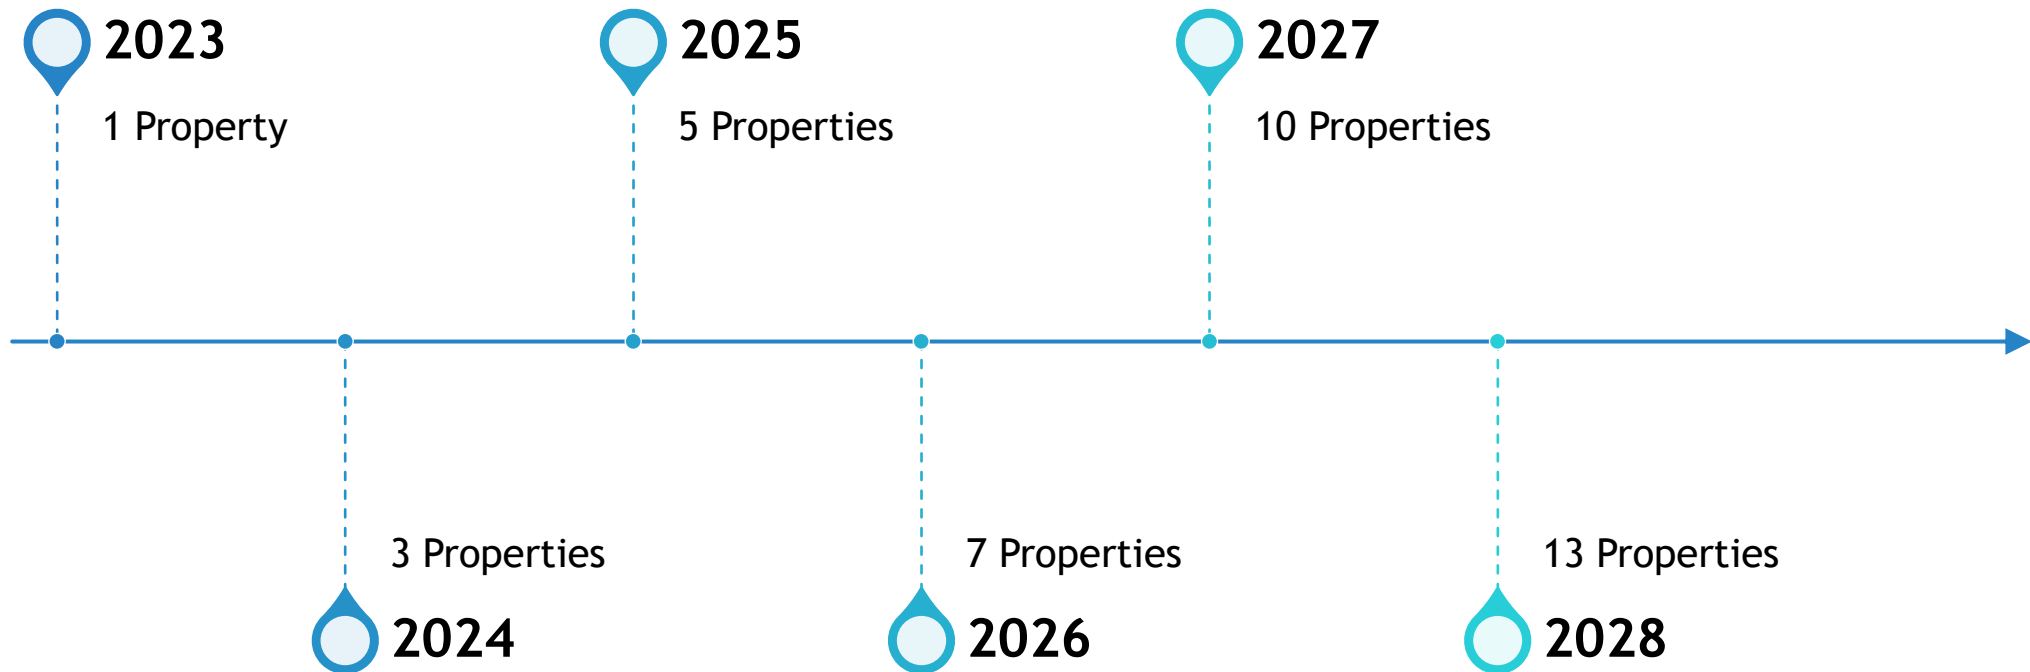 2023
1 Property
2025
5 Properties
2027
10 Properties
3 Properties
2024
7 Properties
2026
13 Properties
2028